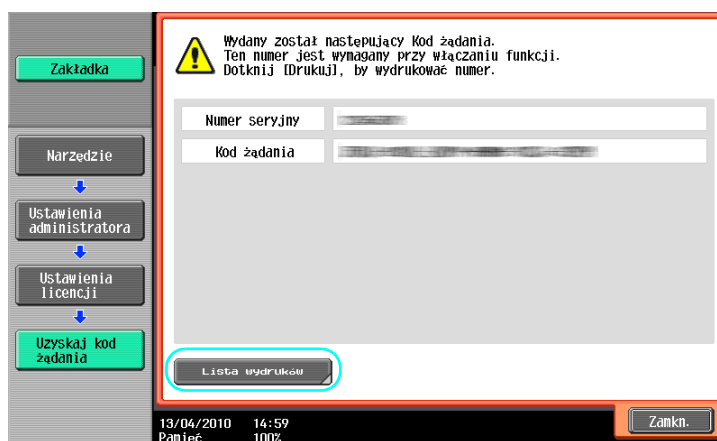 Zakładka
Narzędzie
Ustawienia
administratora
Ustawienia
licencji
Uzyskaj kod
żądania
Wydany został następujący Kod żądania.
Ten numer jest wymagany przy włączaniu funkcji.
Dotknij [Drukuj], by wydrukować numer.
Numer seryjny
Kod żądania
Lista wydruków
13/04/2010 14:59
Pamięć 100%
Zamkn.